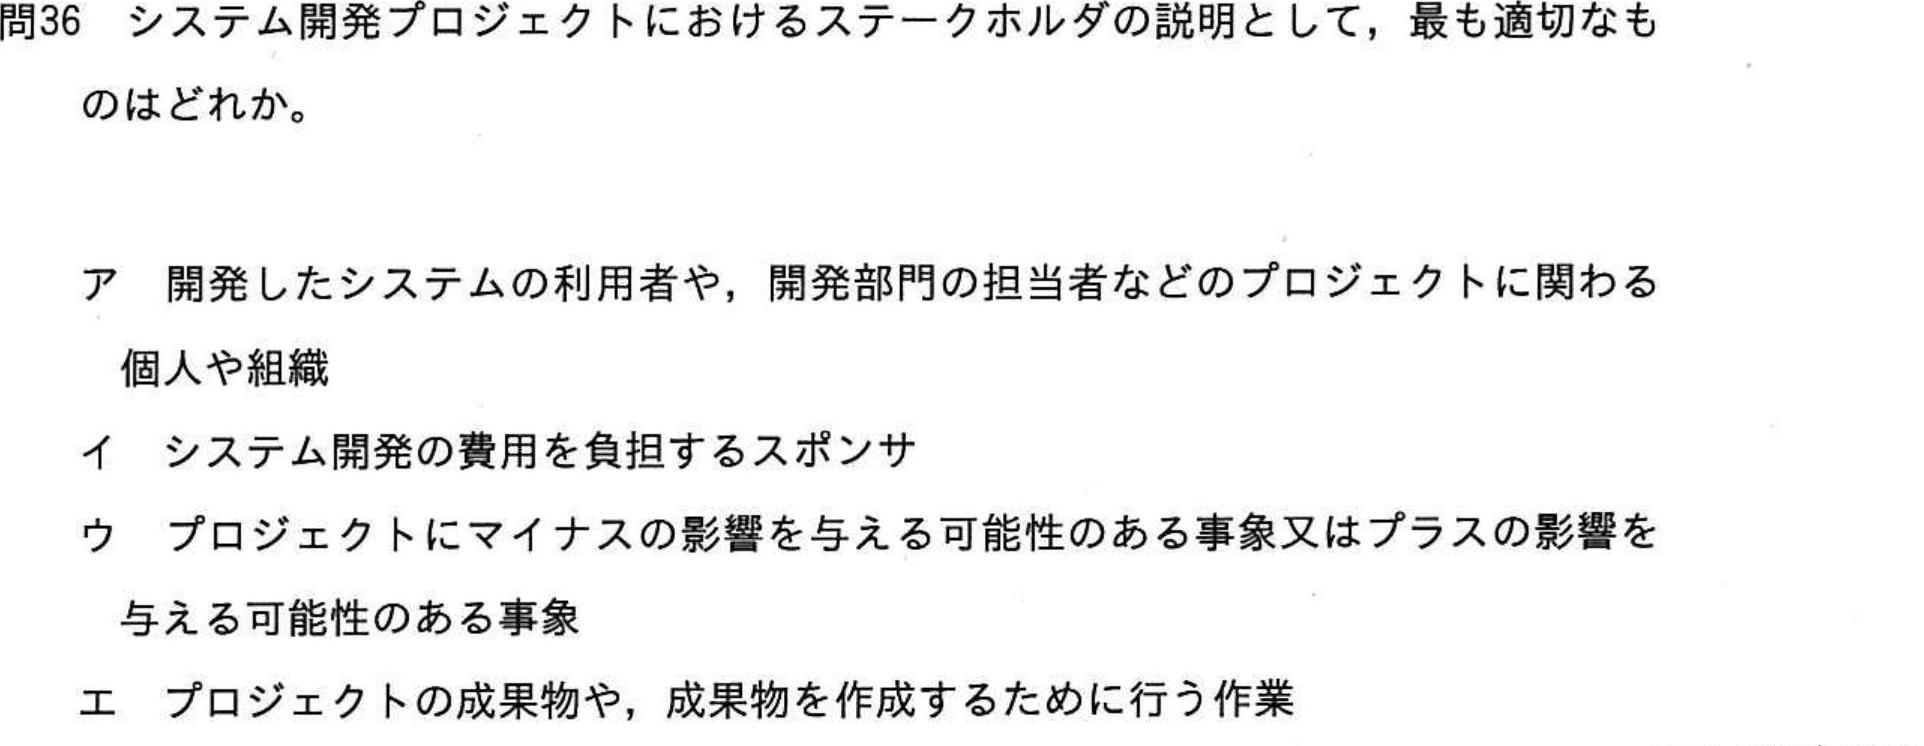 問36 システム開発プロジェクトにおけるステークホルダの説明として，最も適切なも
のはどれか。
ア 開発したシステムの利用者や，開発部門の担当者などのプロジェクトに関わる
個人や組織
イ システム開発の費用を負担するスポンサ
ウ プロジェクトにマイナスの影響を与える可能性のある事象又はプラスの影響を
与える可能性のある事象
エ プロジェクトの成果物や，成果物を作成するために行う作業